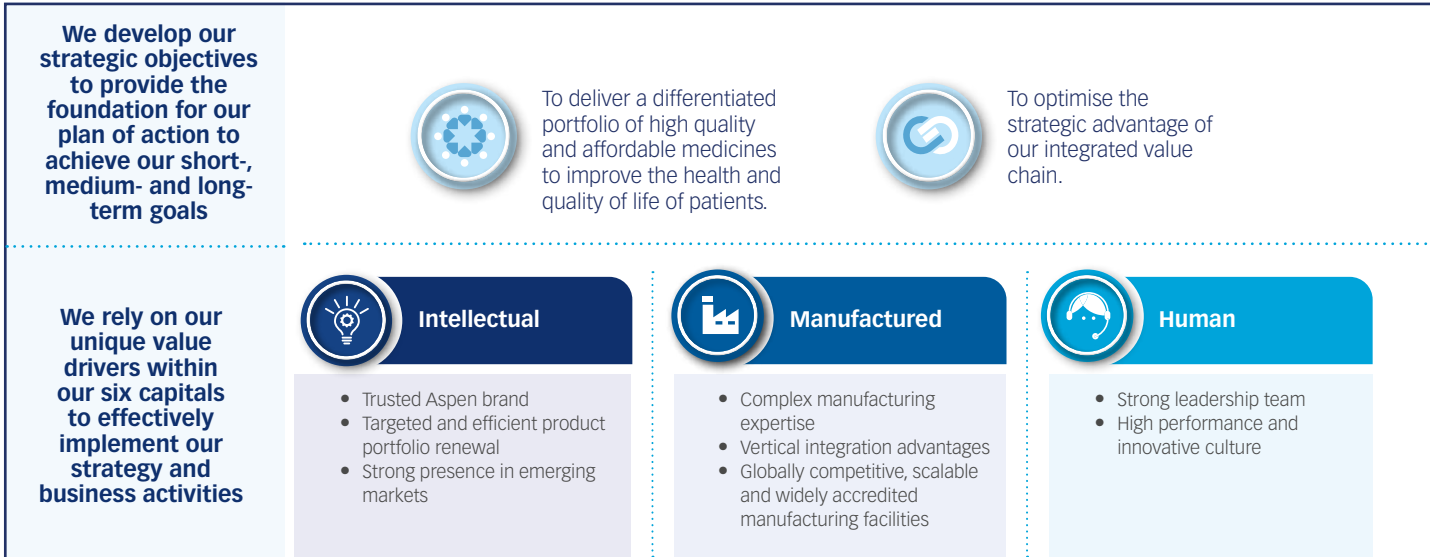 We develop our
strategic objectives
to provide the
foundation for our
plan of action to
achieve our short-,
medium- and long-
term goals
To deliver a differentiated
portfolio of high quality
and affordable medicines
to improve the health and
quality of life of patients.
To optimise the
strategic advantage of
our integrated value
chain.
We rely on our
unique value
drivers within
our six capitals
to effectively
implement our
strategy and
business activities
Intellectual
• Trusted Aspen brand
• Targeted and efficient product
portfolio renewal
• Strong presence in emerging
markets
Manufactured
• Complex manufacturing
expertise
• Vertical integration advantages
• Globally competitive, scalable
and widely accredited
manufacturing facilities
Human
• Strong leadership team
• High performance and
innovative culture